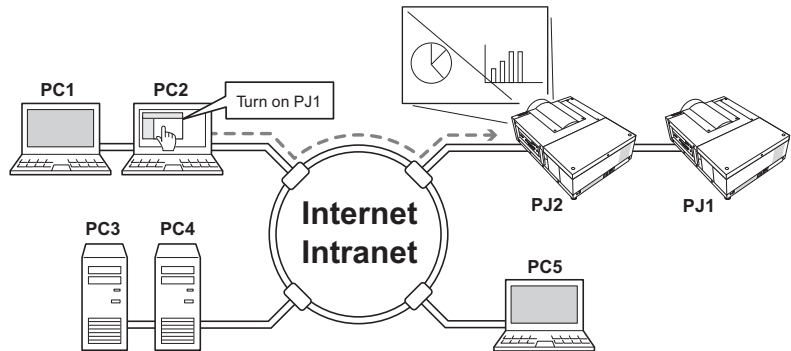 PC1
PC2
Turn on PJ1
PJ2
PJ1
Internet
Intranet
PC3
PC4
PC5